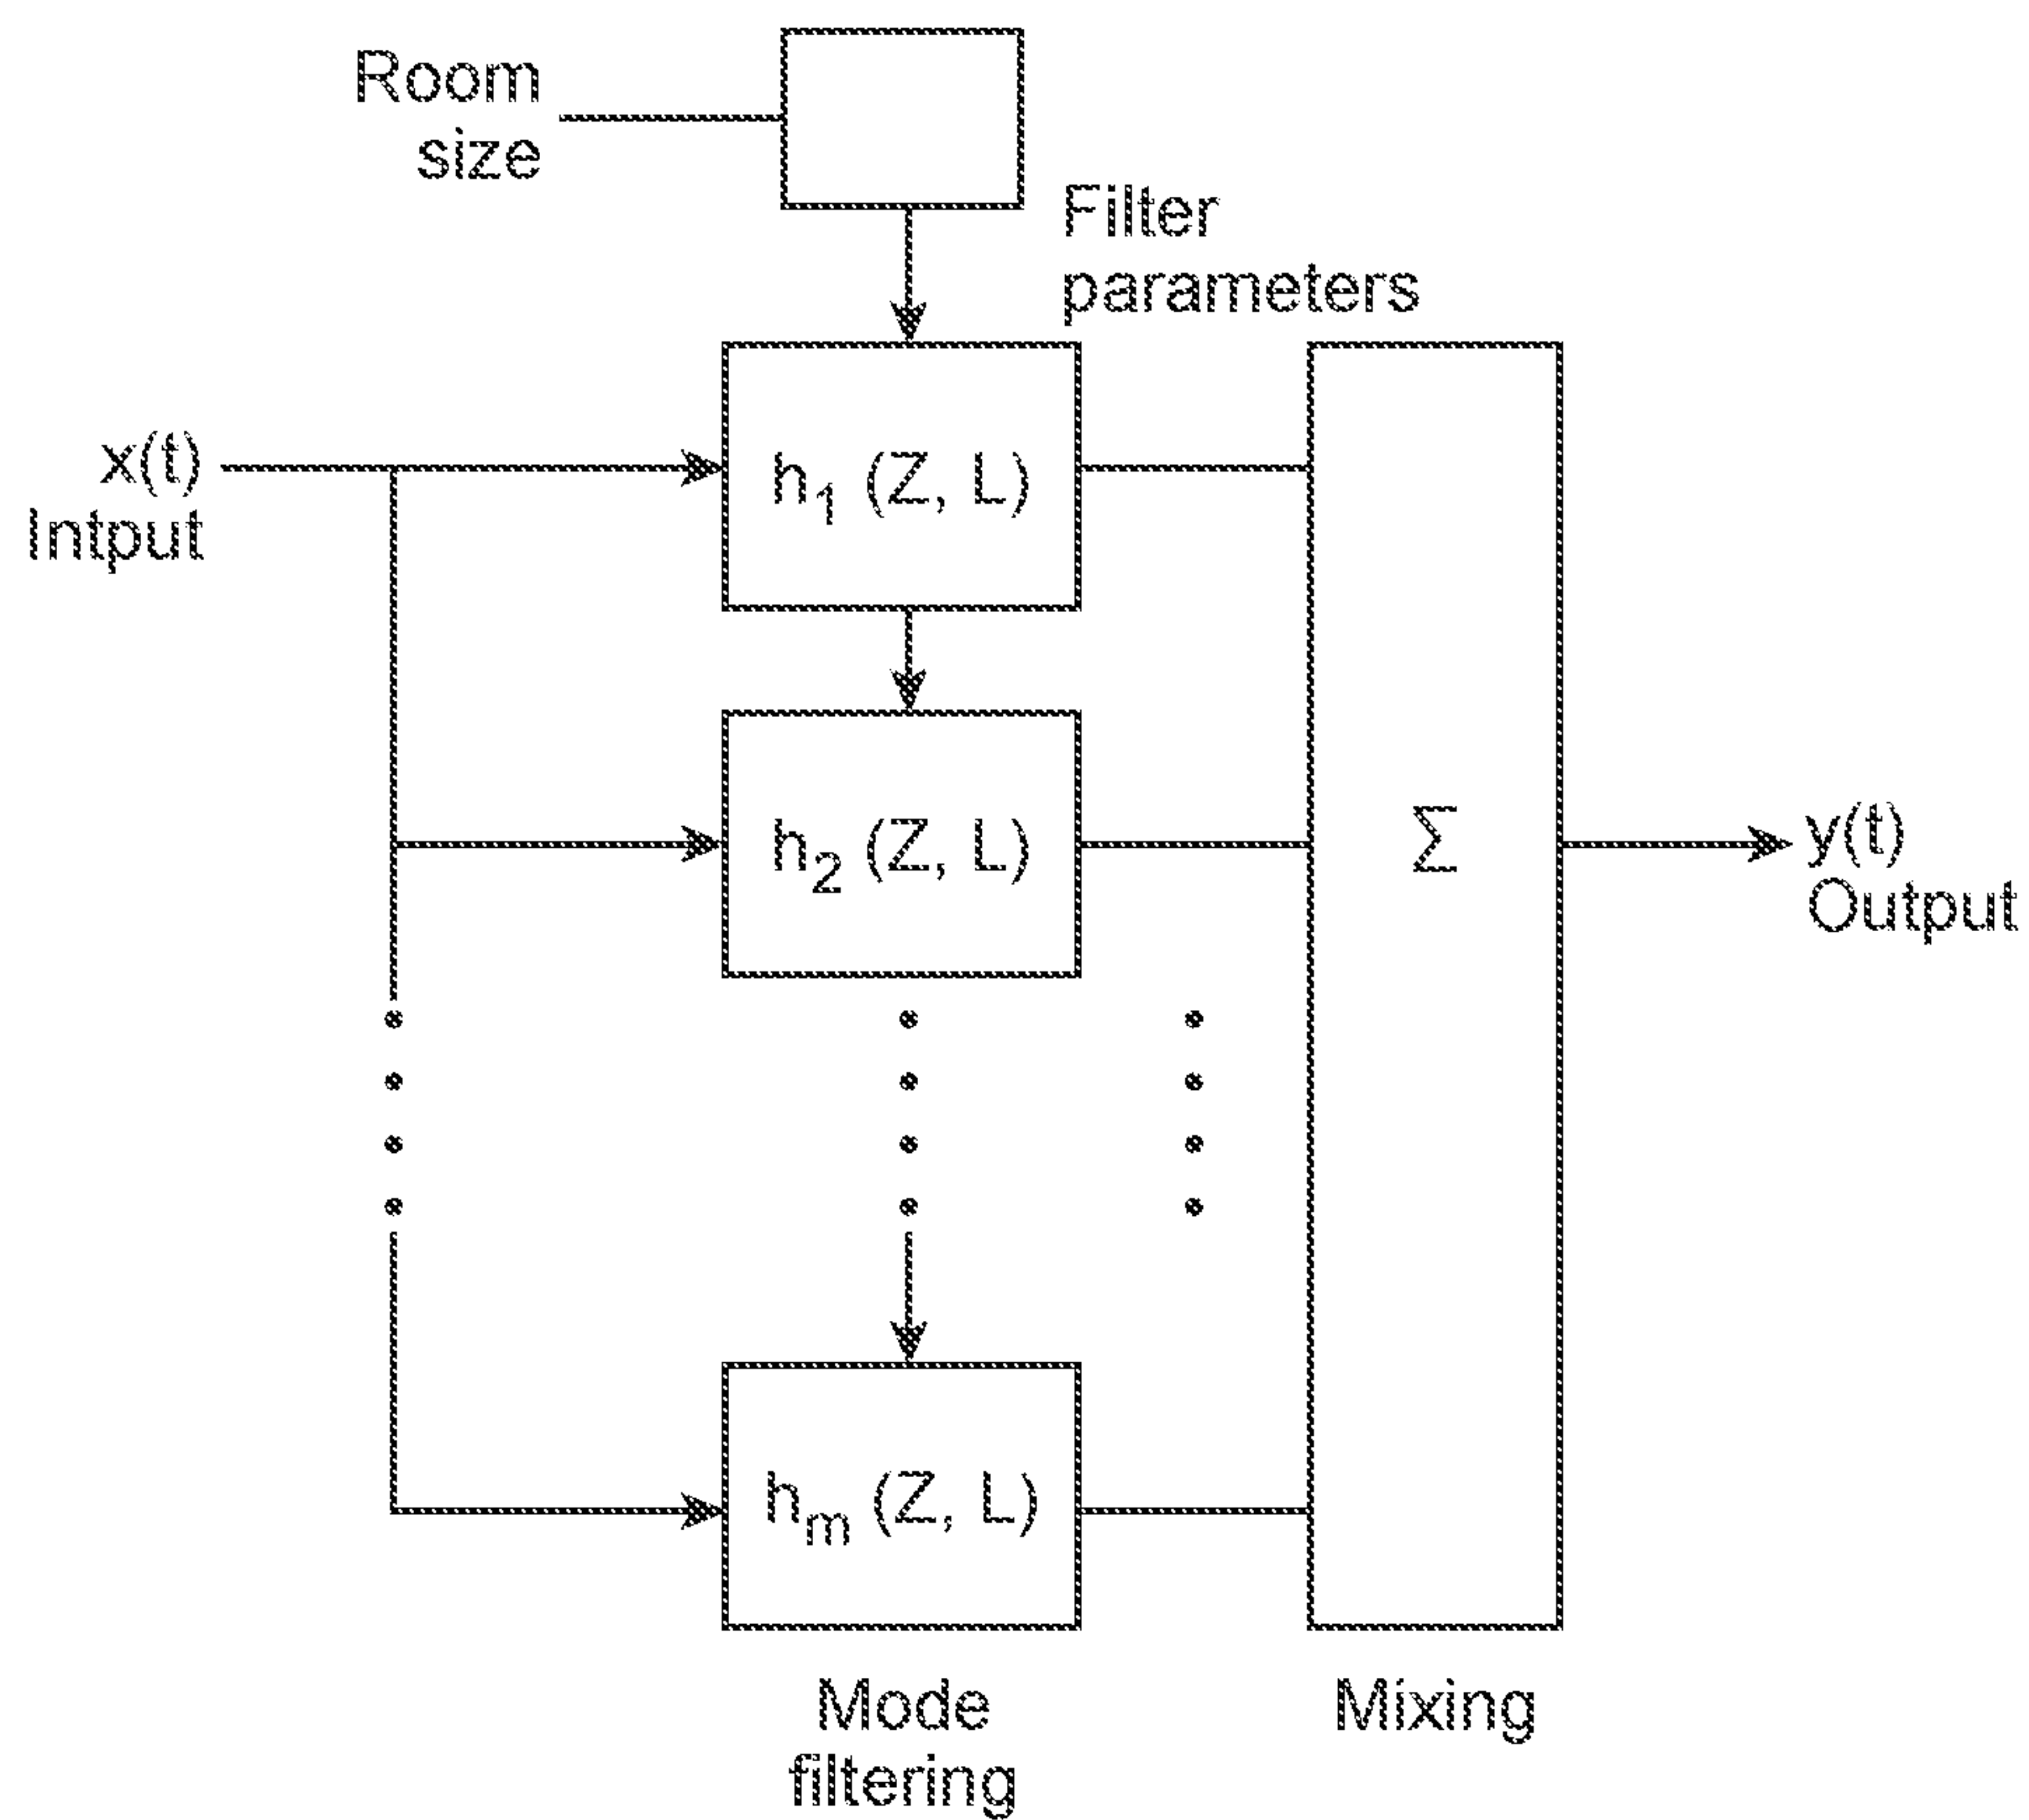 Room
size
Filter
parameters
x(t)
Intput
h1 (Z, L)
h2 (Z, L)
Σ
y(t)
Output
hm (Z, L)
Mode
filtering
Mixing